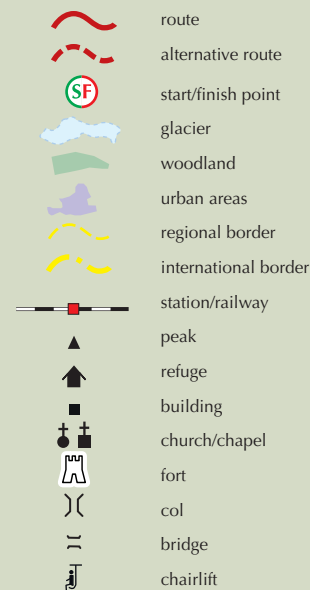 route
alternative route
SF start/finish point
glacier
woodland
urban areas
regional border
international border
station/railway
peak
refuge
building
church/chapel
fort
col
bridge
chairlift